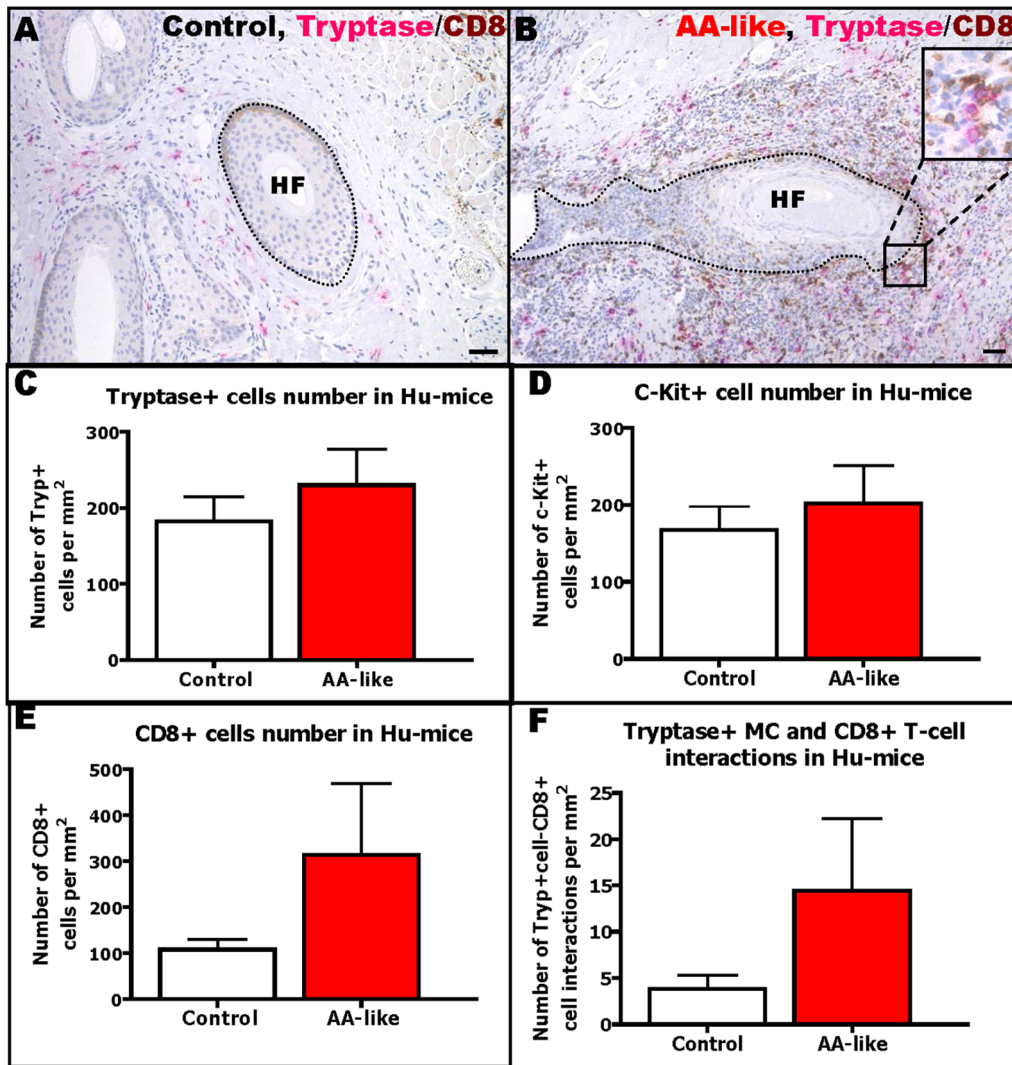 A Control, Tryptase/CD8
HF
B AA-like, Tryptase/CD8
HF
C Tryptase+ cells number in Hu-mice
Number of Tryp+
cells per mm2
300
200
100
0
Control AA-like
D C-Kit+ cell number in Hu-mice
Number of c-Kit+
cells per mm2
300
200
100
0
Control AA-like
E CD8+ cells number in Hu-mice
Number of CD8+
cells per mm2
500
400
300
200
100
0
Control AA-like
F Tryptase+ MC and CD8+ T-cell
interactions in Hu-mice
Number of Tryp+cell-CD8+
cell interactions per mm2
25
20
15
10
5
0
Control AA-like